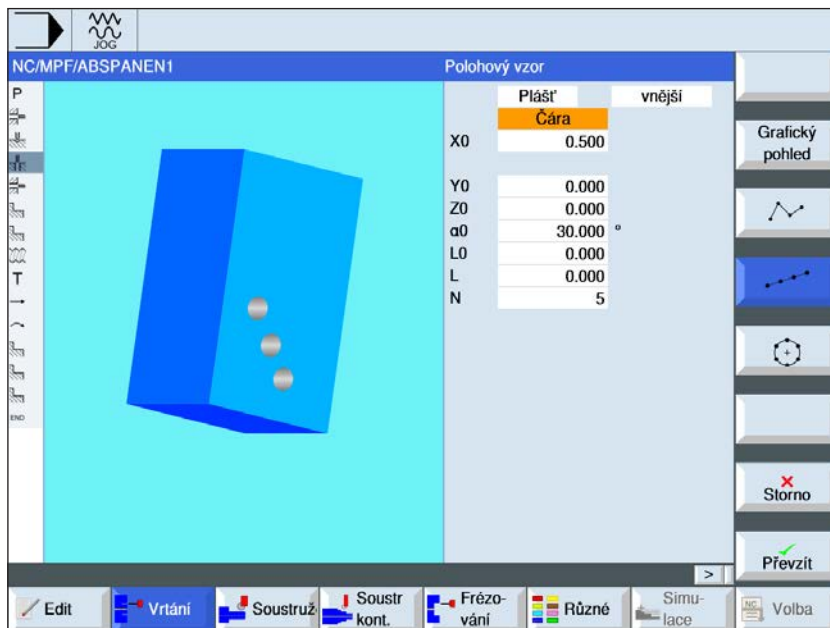 JOG
NC/MPF/ABSPANEN1
Polohový vzor
P
T
END
Plášť vnější
Čára
X0 0.500
Y0 0.000
Z0 0.000
α0 30.000 °
L0 0.000
L 0.000
N 5
Grafický
pohled
Storno
Převzít
>
Edit
Vrtání
Soustruž
Soustr
kont.
Frézo-
vání
Různé
Simu-
lace
NC
Volba